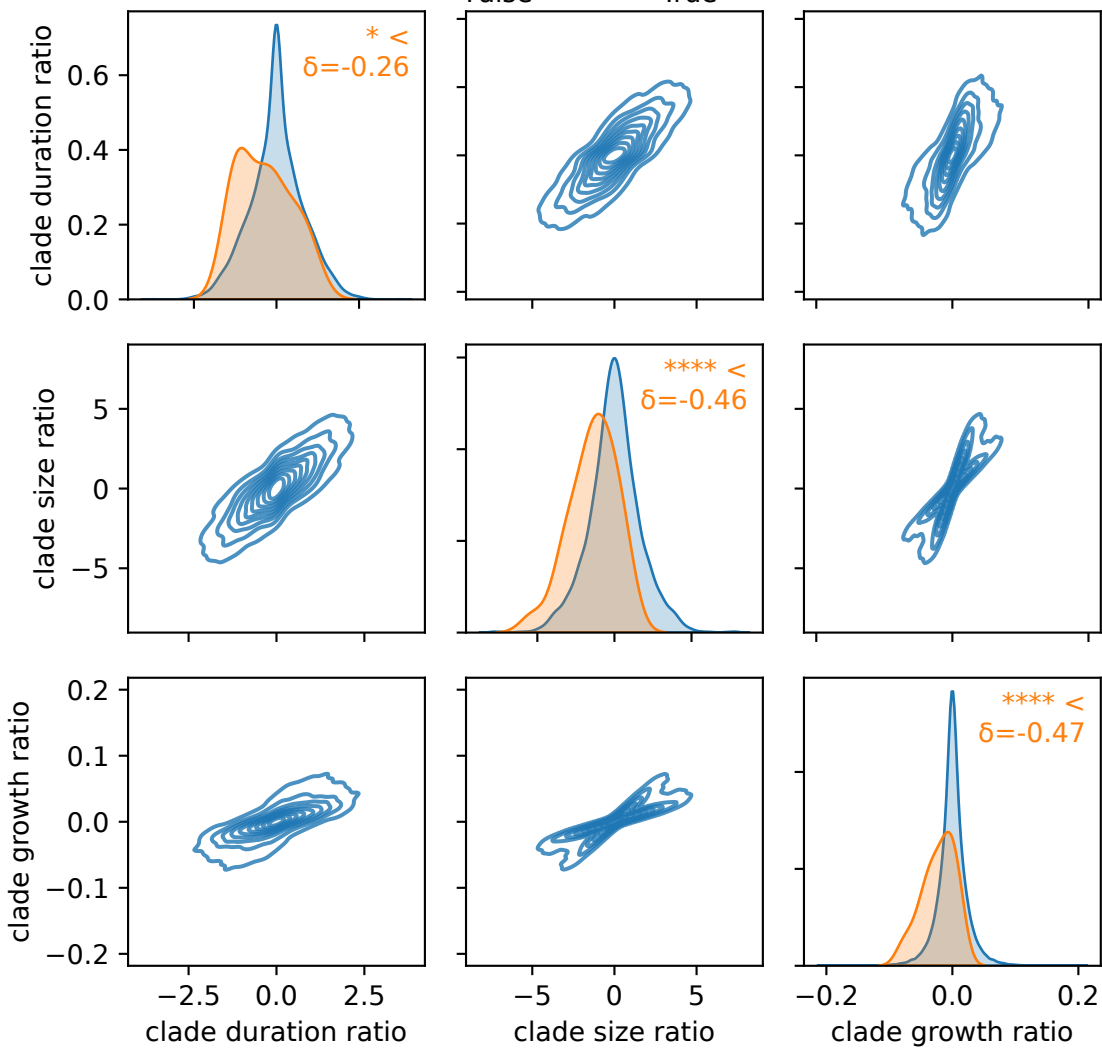 clade duration ratio
0.6
0.4
0.2
0.0
* <
δ=-0.26
clade size ratio
5
0
−5
**** <
δ=-0.46
clade growth ratio
0.2
0.1
0.0
−0.1
−0.2
**** <
δ=-0.47
−2.5 0.0 2.5
−5 0 5
−0.2 0.0 0.2
clade duration ratio
clade size ratio
clade growth ratio